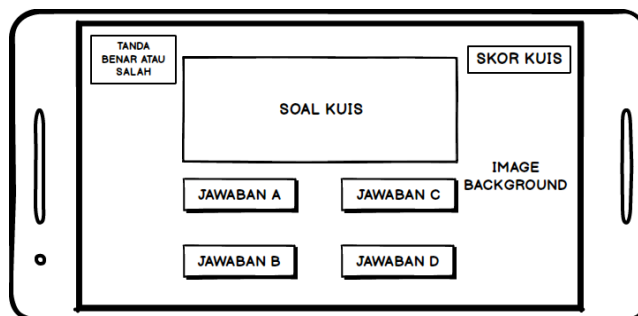 TANDA
BENAR ATAU
SALAH
SKOR KUIS
SOAL KUIS
IMAGE
BACKGROUND
JAWABAN A
JAWABAN C
JAWABAN B
JAWABAN D